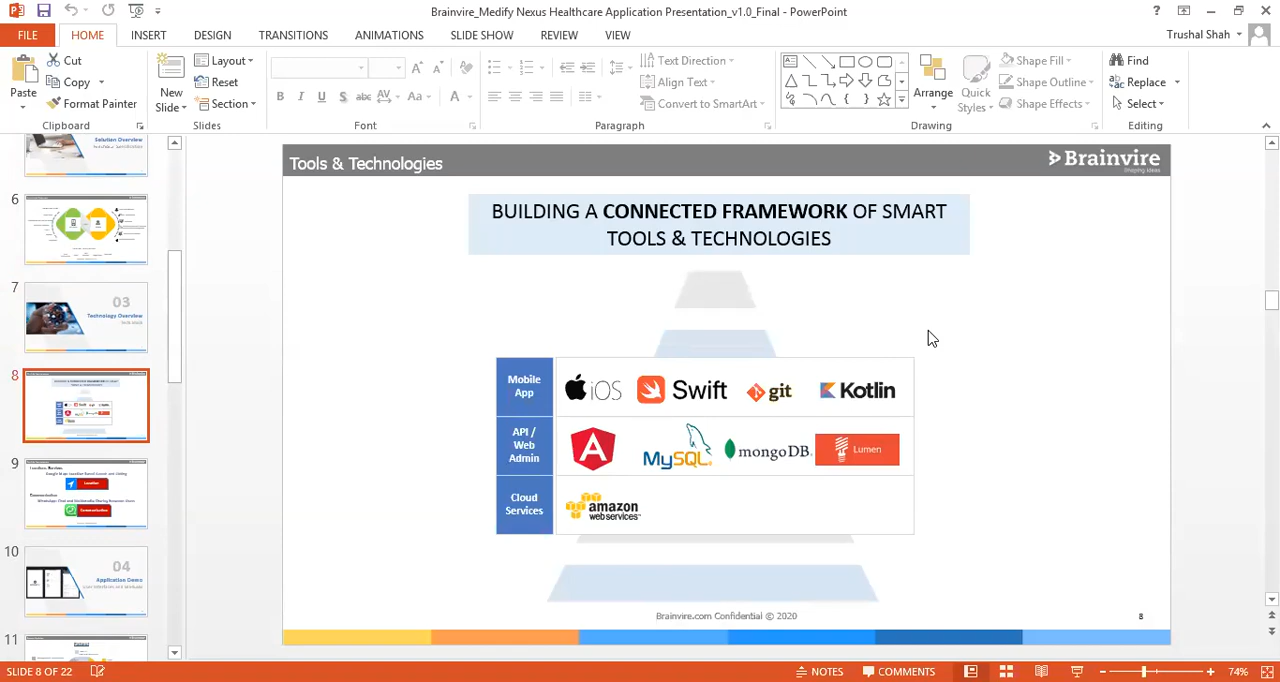 Brainvire_Medify Nexus Healthcare Application Presentation_v1.0_Final - PowerPoint
FILE HOME INSERT DESIGN TRANSITIONS ANIMATIONS SLIDE SHOW REVIEW VIEW
Trushal Shah
Paste
Cut
Copy
Format Painter
Clipboard
New
Slide
Layout
Reset
Section
Slides
Font
Text Direction
Align Text
Convert to SmartArt
Paragraph
Arrange
Quick
Styles
Shape Fill
Shape Outline
Shape Effects
Drawing
Find
Replace
Select
Editing
Solution Overview
6
7
03
Technology Overview
8
9
Location
Communication
10
04
Application Demo
11
Tools & Technologies
Brainvire
Shaping Ideas
BUILDING A CONNECTED FRAMEWORK OF SMART
TOOLS & TECHNOLOGIES
Mobile
App
iOS Swift git Kotlin
API /
Web
Admin
A MySQL mongoDB Lumen
Cloud
Services
amazon
web services
Brainvire.com Confidential © 2020
8
SLIDE 8 OF 22
NOTES COMMENTS
74%